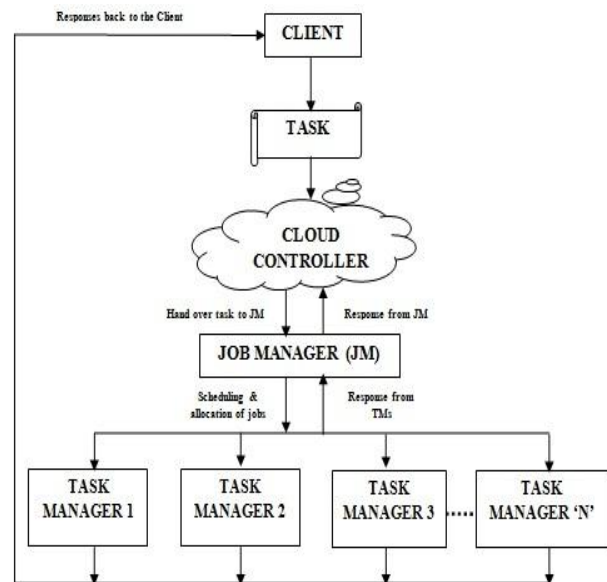 Responses back to the Client
CLIENT
TASK
CLOUD
CONTROLLER
Hand over task to JM
Response from JM
JOB MANAGER (JM)
Scheduling &
allocation of jobs
Response from
TMs
TASK
MANAGER 1
TASK
MANAGER 2
TASK
MANAGER 3
TASK
MANAGER ‘N’